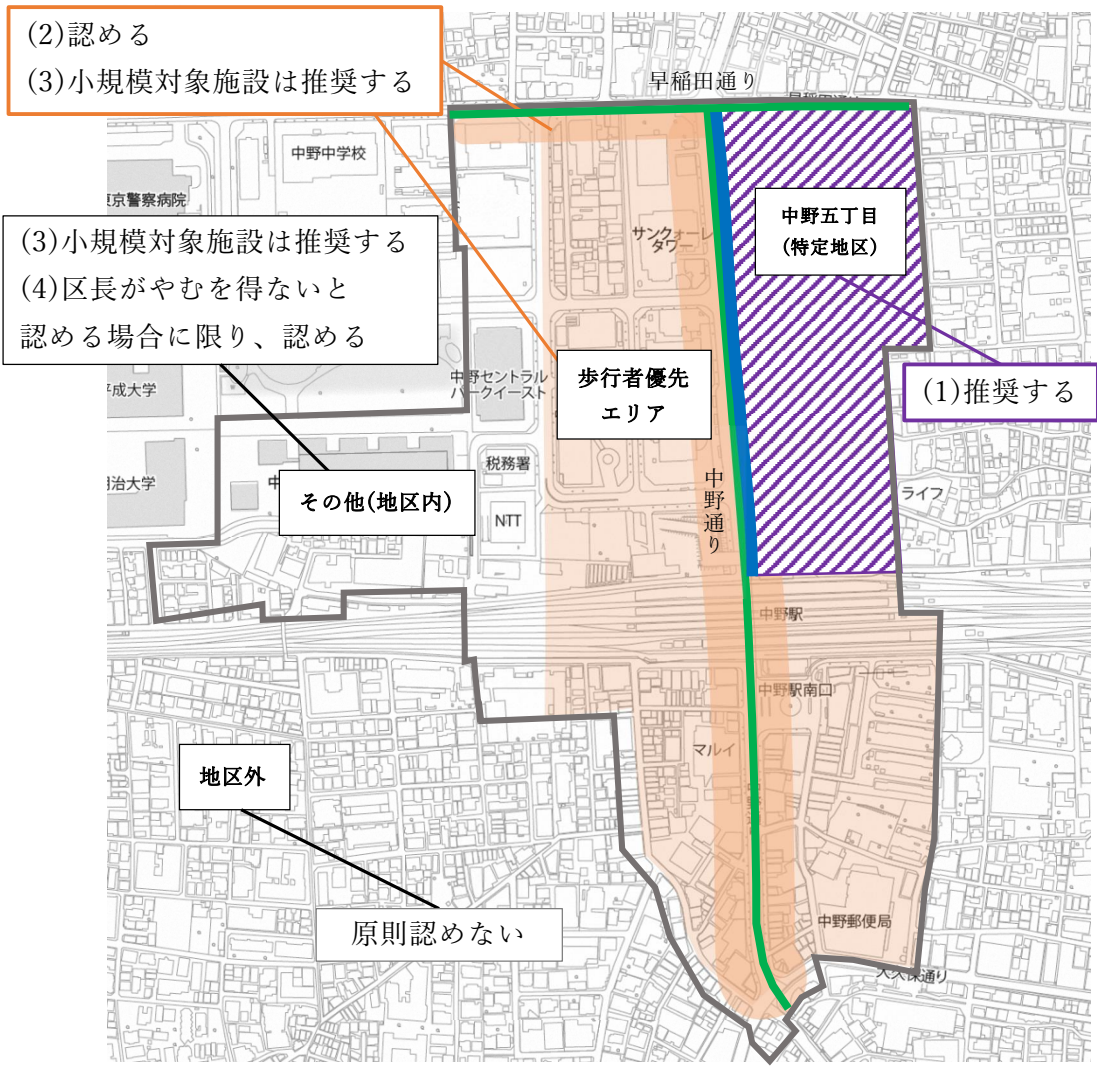 (2)認める
(3)小規模対象施設は推奨する
早稲田通り
中野中学校
東京警察病院
サンクォーレ
タワー
中野五丁目
(特定地区)
(3)小規模対象施設は推奨する
(4)区長がやむを得ないと
認める場合に限り、認める
中野セントラル
パークイースト
歩行者優先
エリア
(1)推奨する
平成大学
税務署
中野通り
明治大学
ライフ
その他(地区内)
NTT
中野駅
中野駅南口
マルイ
地区外
原則認めない
中野郵便局
大久保通り